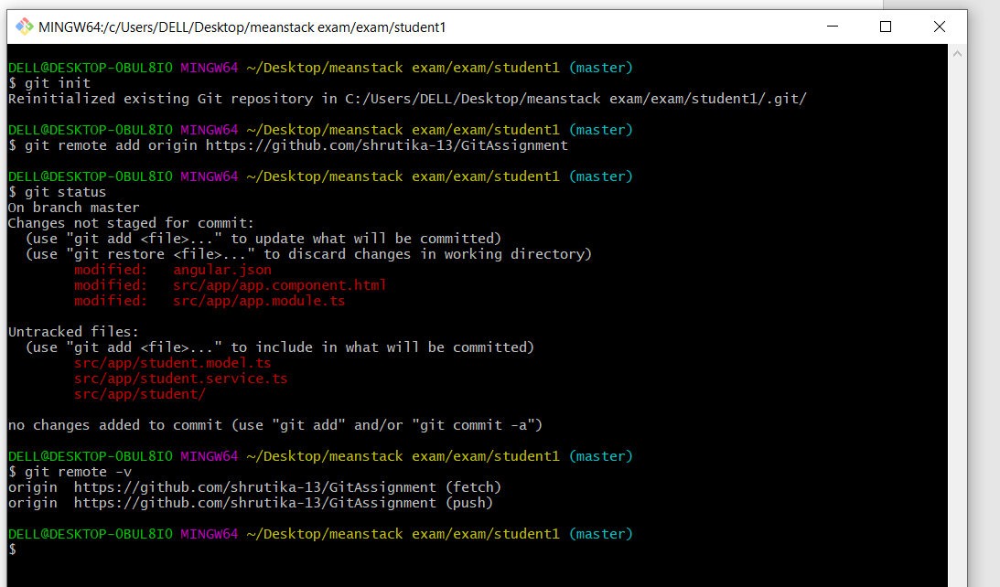 MINGW64:/c/Users/DELL/Desktop/meanstack exam/exam/student1
DELL@DESKTOP-0BUL8IO MINGW64 ~/Desktop/meanstack exam/exam/student1 (master)
$ git init
Reinitialized existing Git repository in C:/Users/DELL/Desktop/meanstack exam/exam/student1/.git/
DELL@DESKTOP-0BUL8IO MINGW64 ~/Desktop/meanstack exam/exam/student1 (master)
$ git remote add origin https://github.com/shrutika-13/GitAssignment
DELL@DESKTOP-0BUL8IO MINGW64 ~/Desktop/meanstack exam/exam/student1 (master)
$ git status
On branch master
Changes not staged for commit:
  (use "git add <file>..." to update what will be committed)
  (use "git restore <file>..." to discard changes in working directory)
        modified:   angular.json
        modified:   src/app/app.component.html
        modified:   src/app/app.module.ts
Untracked files:
  (use "git add <file>..." to include in what will be committed)
        src/app/student.model.ts
        src/app/student.service.ts
        src/app/student/
no changes added to commit (use "git add" and/or "git commit -a")
DELL@DESKTOP-0BUL8IO MINGW64 ~/Desktop/meanstack exam/exam/student1 (master)
$ git remote -v
origin  https://github.com/shrutika-13/GitAssignment (fetch)
origin  https://github.com/shrutika-13/GitAssignment (push)
DELL@DESKTOP-0BUL8IO MINGW64 ~/Desktop/meanstack exam/exam/student1 (master)
$